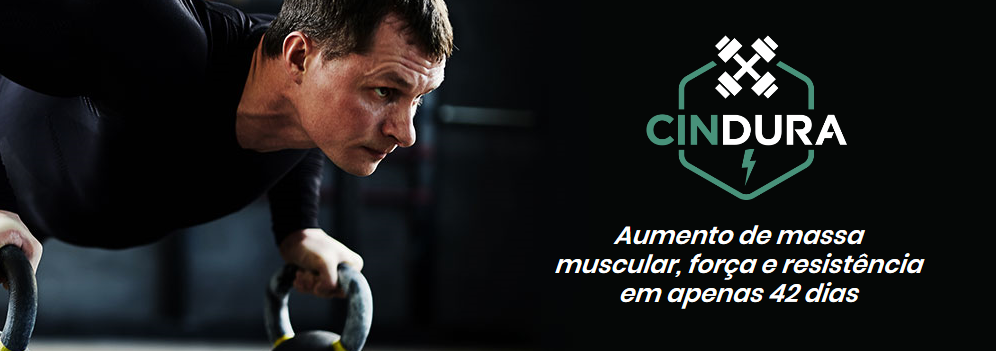 CINDURA
Aumento de massa
muscular, força e resistência
em apenas 42 dias